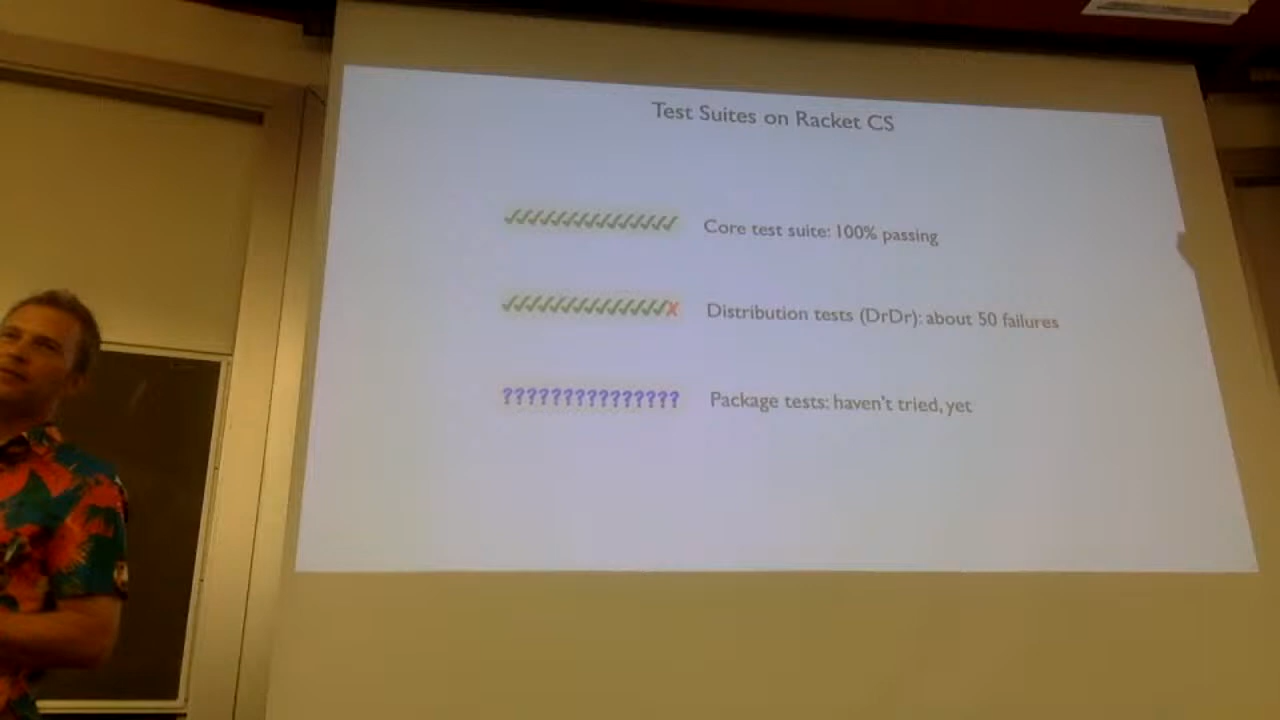 Test Suites on Racket CS
✓✓✓✓✓✓✓✓✓✓✓✓✓✓✓ Core test suite: 100% passing
✓✓✓✓✓✓✓✓✓✓✓✓✓✓✗ Distribution tests (DrDr): about 50 failures
??????????????? Package tests: haven't tried, yet